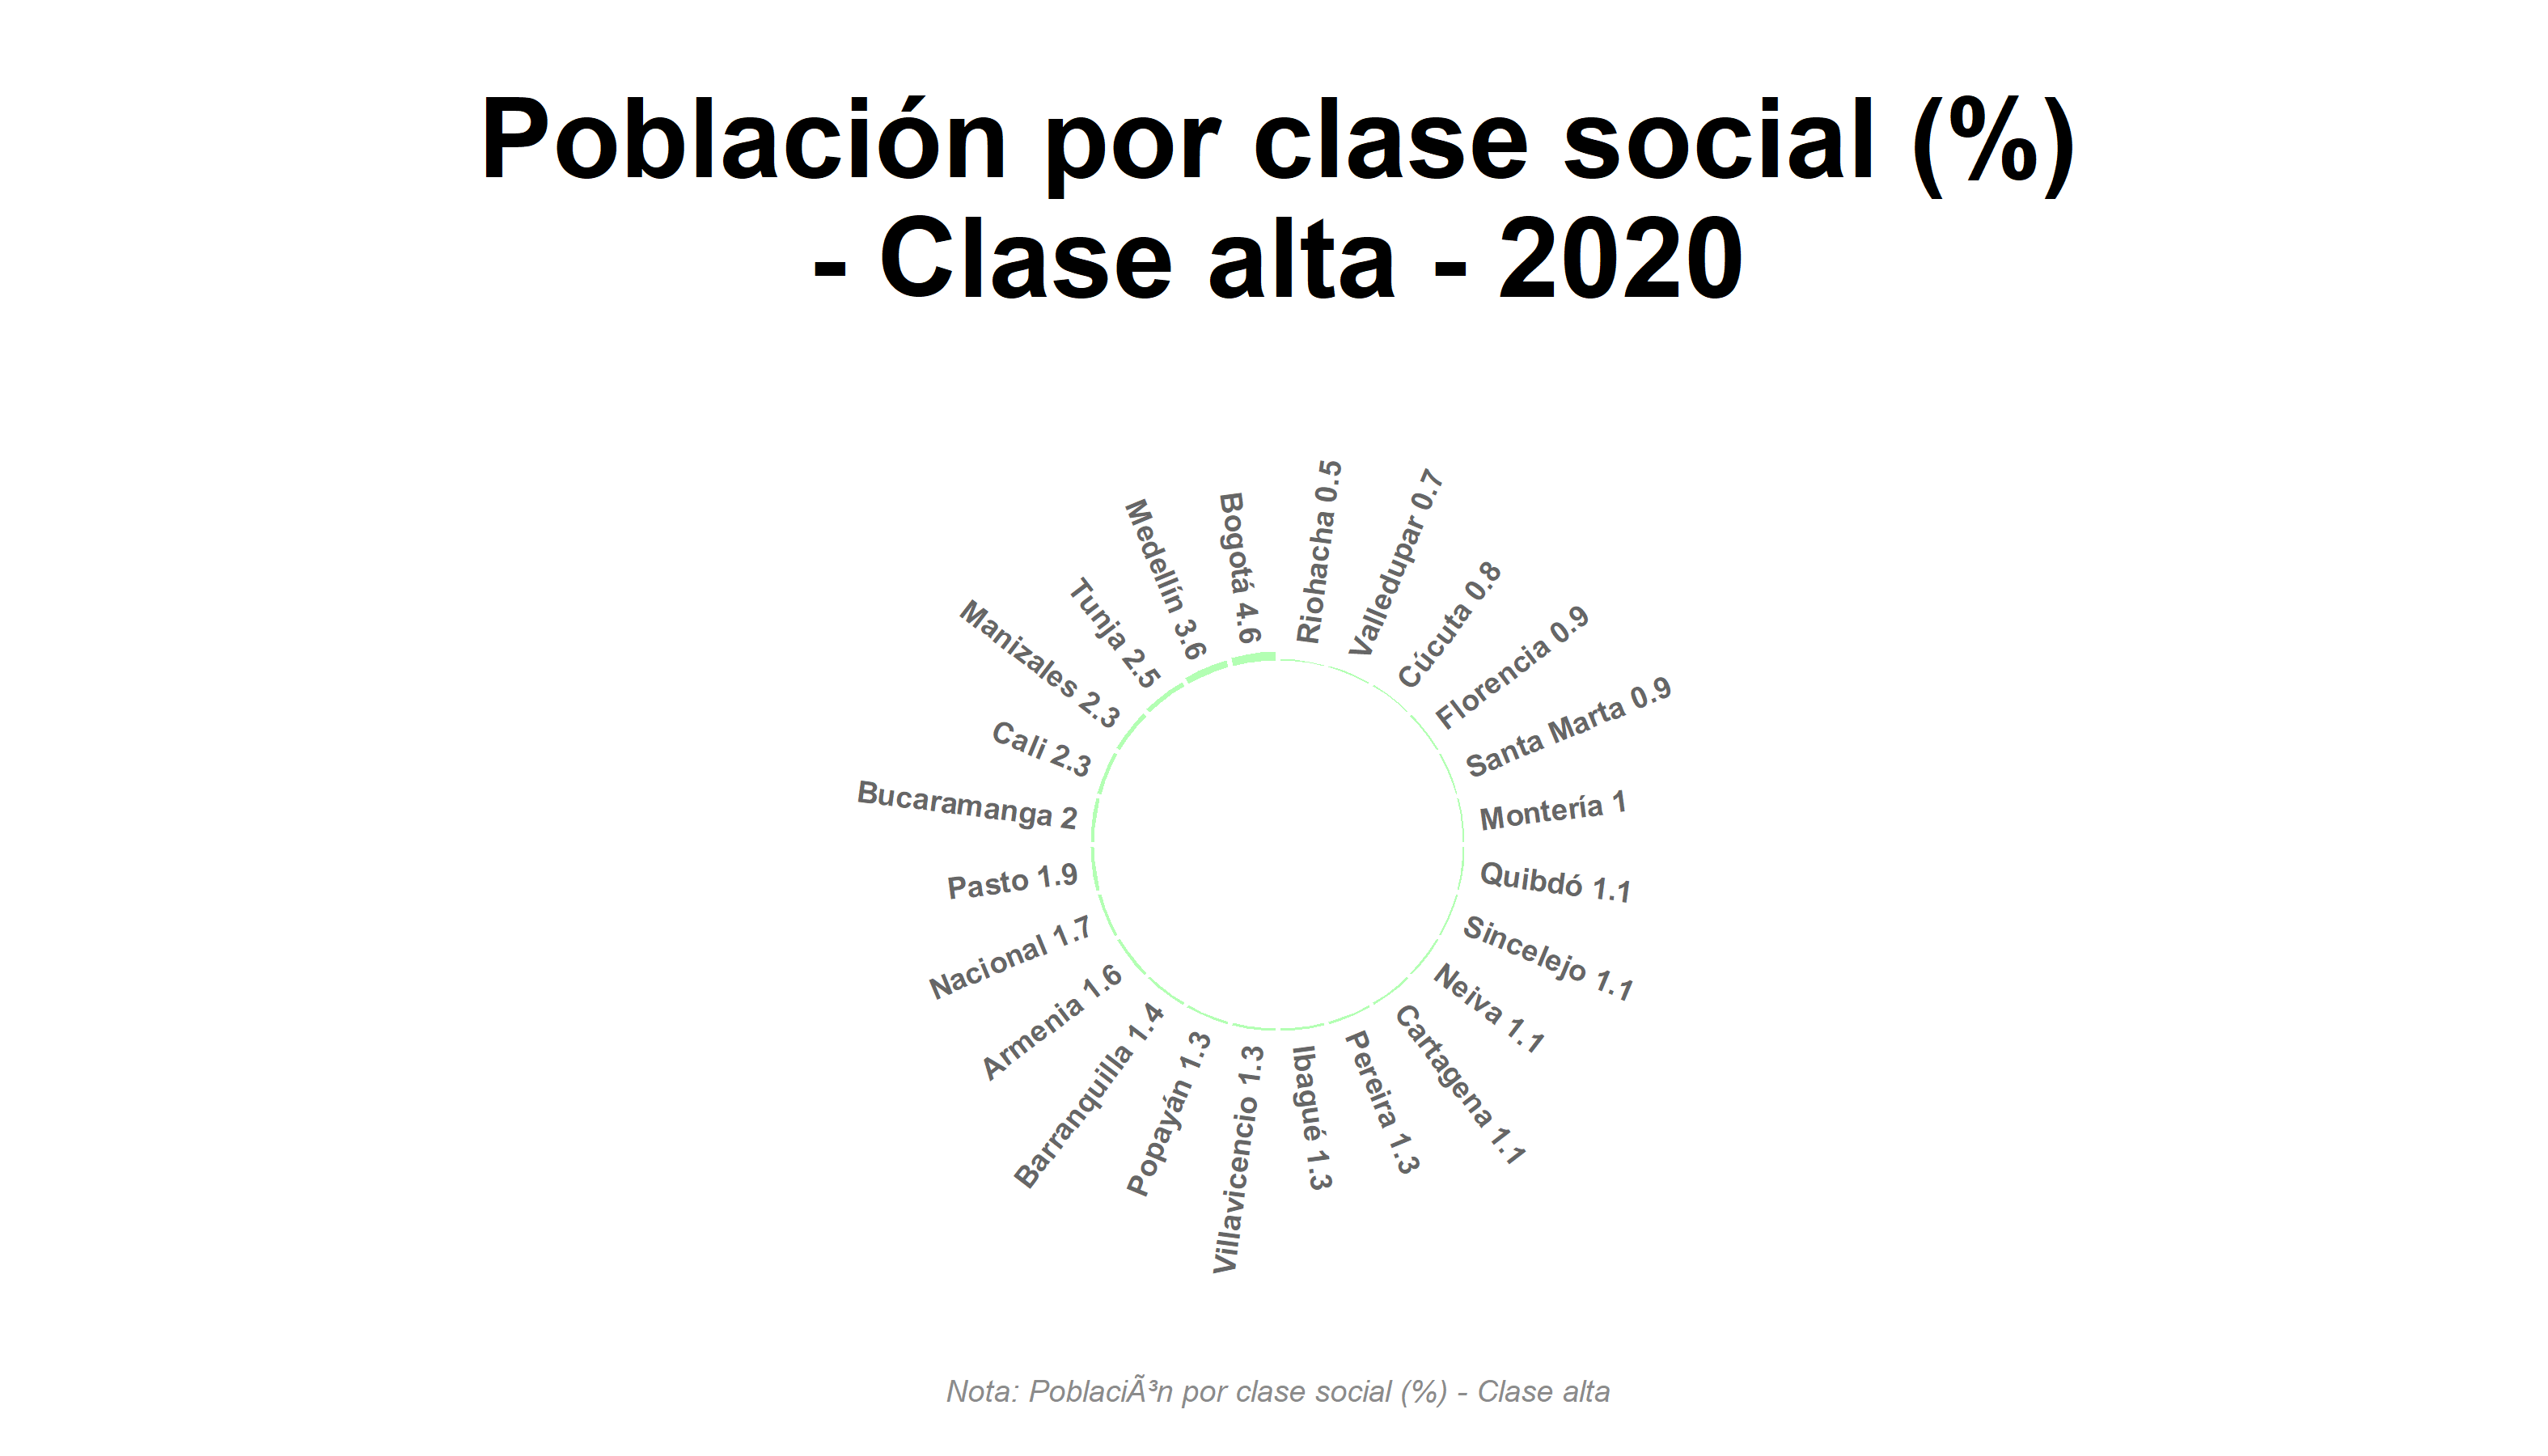 Población por clase social (%)
- Clase alta - 2020
Riohacha 0.5
Valledupar 0.7
Cúcuta 0.8
Florencia 0.9
Santa Marta 0.9
Montería 1
Quibdó 1.1
Sincelejo 1.1
Neiva 1.1
Cartagena 1.1
Pereira 1.3
Ibagué 1.3
Villavicencio 1.3
Popayán 1.3
Barranquilla 1.4
Armenia 1.6
Nacional 1.7
Pasto 1.9
Bucaramanga 2
Cali 2.3
Manizales 2.3
Tunja 2.5
Medellín 3.6
Bogotá 4.6
Nota: PoblaciÃ³n por clase social (%) - Clase alta